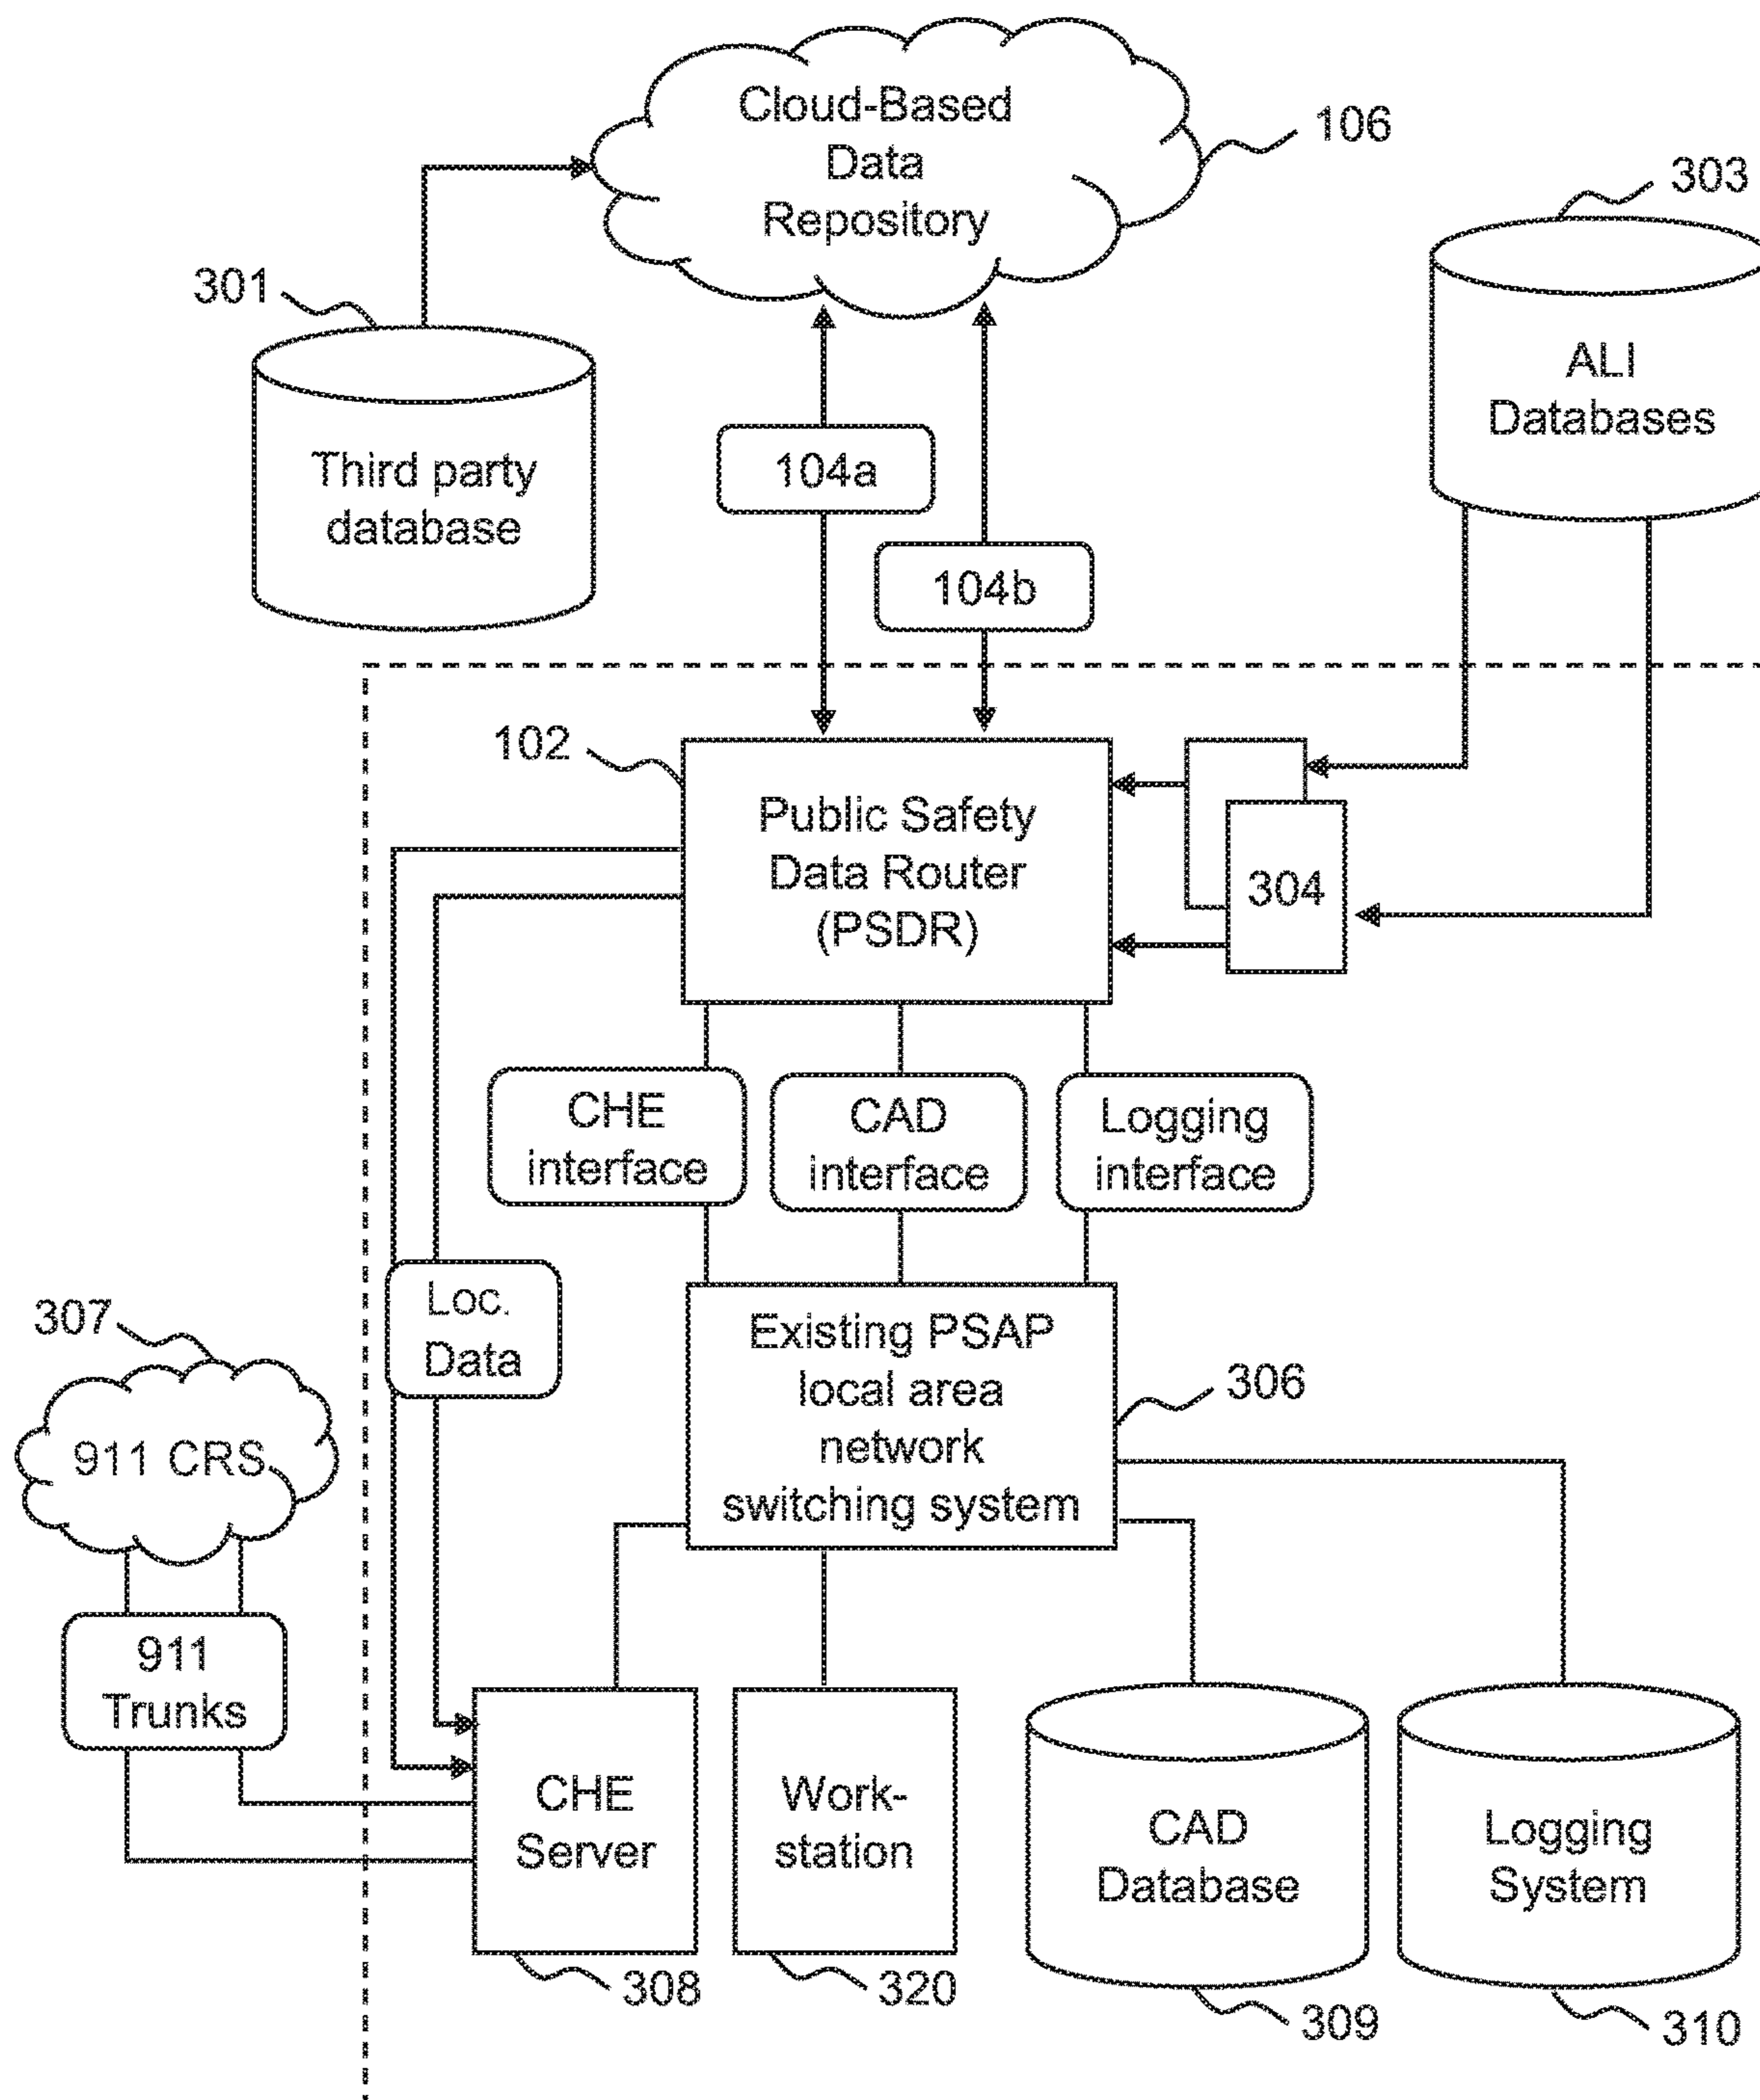 Cloud-Based
Data
Repository
106
303
301
ALI
Databases
Third party
database
104a
104b
102
Public Safety
Data Router
(PSDR)
304
CHE
interface
CAD
interface
Logging
interface
Loc.
Data
307
911 CRS
Existing PSAP
local area
network
switching system
306
911
Trunks
CHE
Server
Work-
station
CAD
Database
Logging
System
308
320
309
310